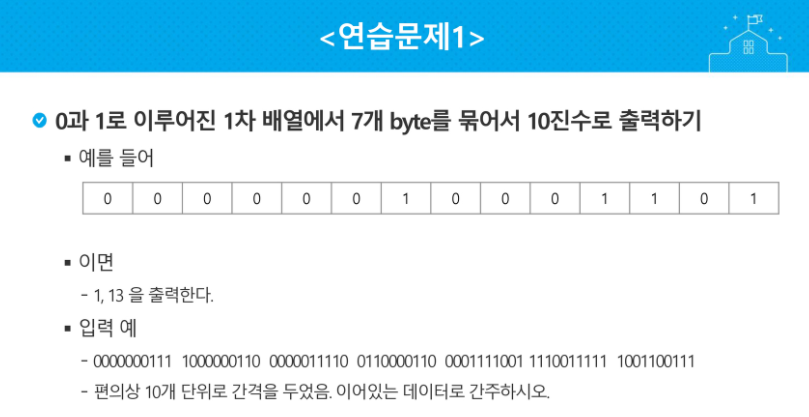 <연습문제1>
0과 1로 이루어진 1차 배열에서 7개 byte를 묶어서 10진수로 출력하기
▪ 예를 들어
0 0 0 0 0 0 1 0 0 0 1 1 0 1
▪ 이면
- 1, 13 을 출력한다.
▪ 입력 예
- 0000000111 1000000110 0000011110 0110000110 0001111001 1110011111 1001100111
- 편의상 10개 단위로 간격을 두었음. 이어있는 데이터로 간주하시오.